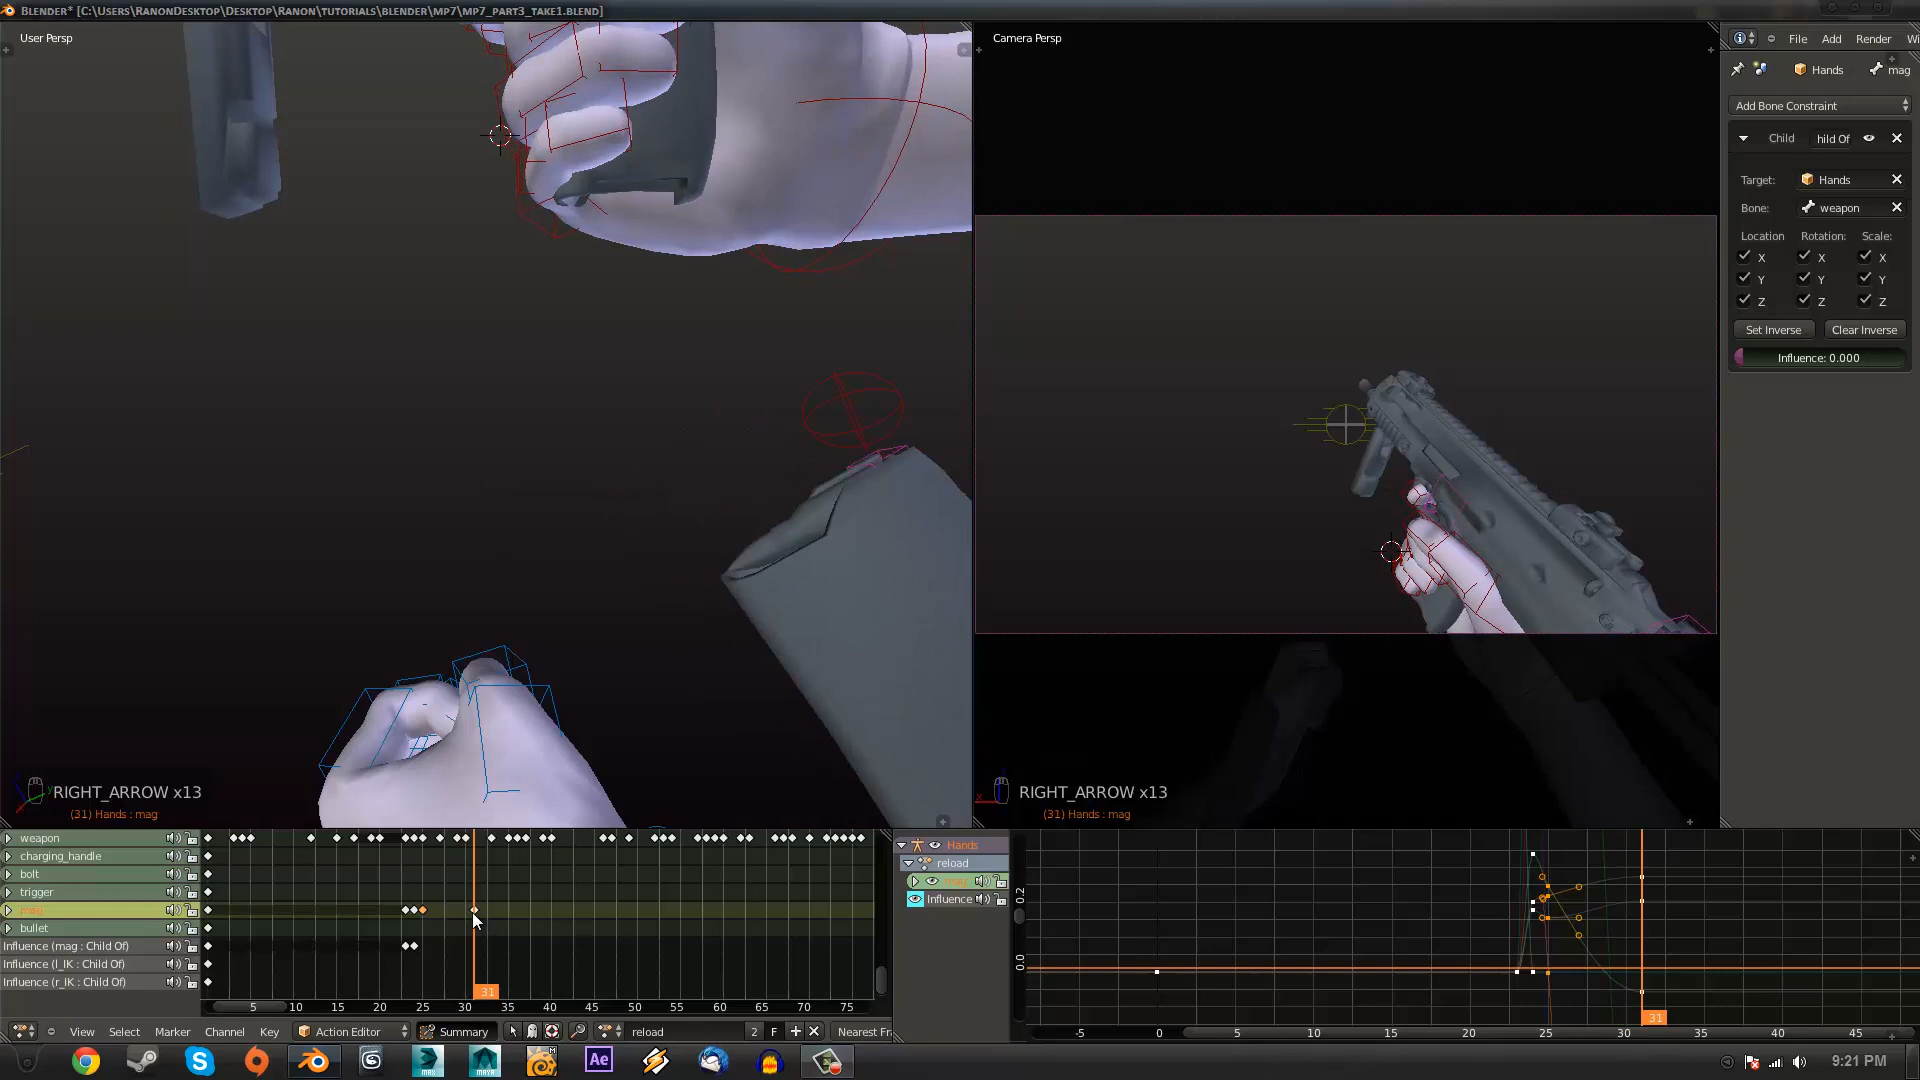 BLENDER* [C:\USERS\RANONDESKTOP\DESKTOP\RANON\TUTORIALS\BLENDER\MP7\MP7_PART3_TAKE1.BLEND]
User Persp
Camera Persp
File Add Render Wi
Hands mag
Add Bone Constraint
Child hild Of
Target: Hands
Bone: weapon
Location Rotation: Scale:
X X X
Y Y Y
Z Z Z
Set Inverse Clear Inverse
Influence: 0.000
RIGHT_ARROW x13
(31) Hands : mag
RIGHT_ARROW x13
(31) Hands : mag
weapon
charging_handle
bolt
trigger
mag
bullet
Influence (mag : Child Of)
Influence (l_IK : Child Of)
Influence (r_IK : Child Of)
31
5 10 15 20 25 30 35 40 45 50 55 60 65 70 75
View Select Marker Channel Key Action Editor Summary reload 2 F Nearest Fr
Hands
reload
mag
Influence
0.2
0.0
31
-5 0 5 10 15 20 25 30 35 40 45
MAX
MAYA
Ae
9:21 PM